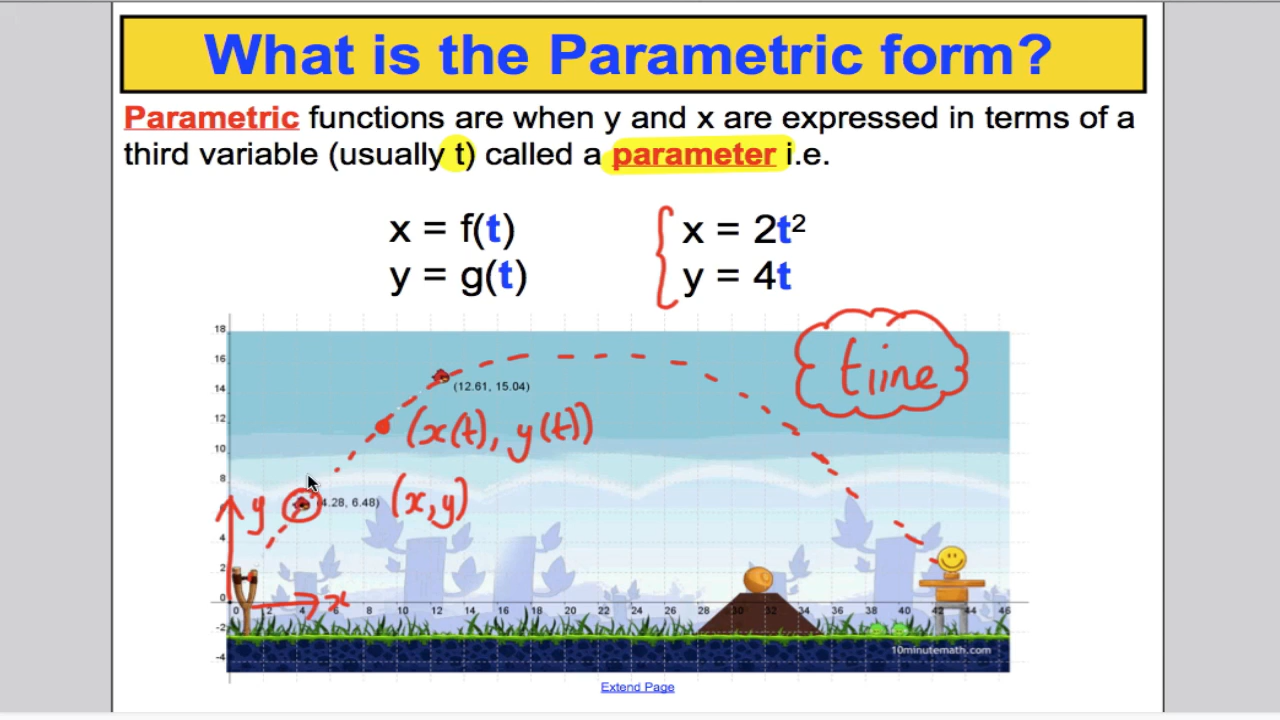 What is the Parametric form?
Parametric functions are when y and x are expressed in terms of a
third variable (usually t) called a parameter i.e.
x = f(t)
y = g(t)
x = 2t²
y = 4t
time
18
16
14
12
10
8
4
2
0
-2
-4
(12.61, 15.04)
(x(t), y(t))
(x,y)
4.28, 6.48)
y
x
0 2 4 6 8 10 12 14 16 18 20 22 24 26 28 30 32 34 36 38 40 42 44 46
10minutemath.com
Extend Page